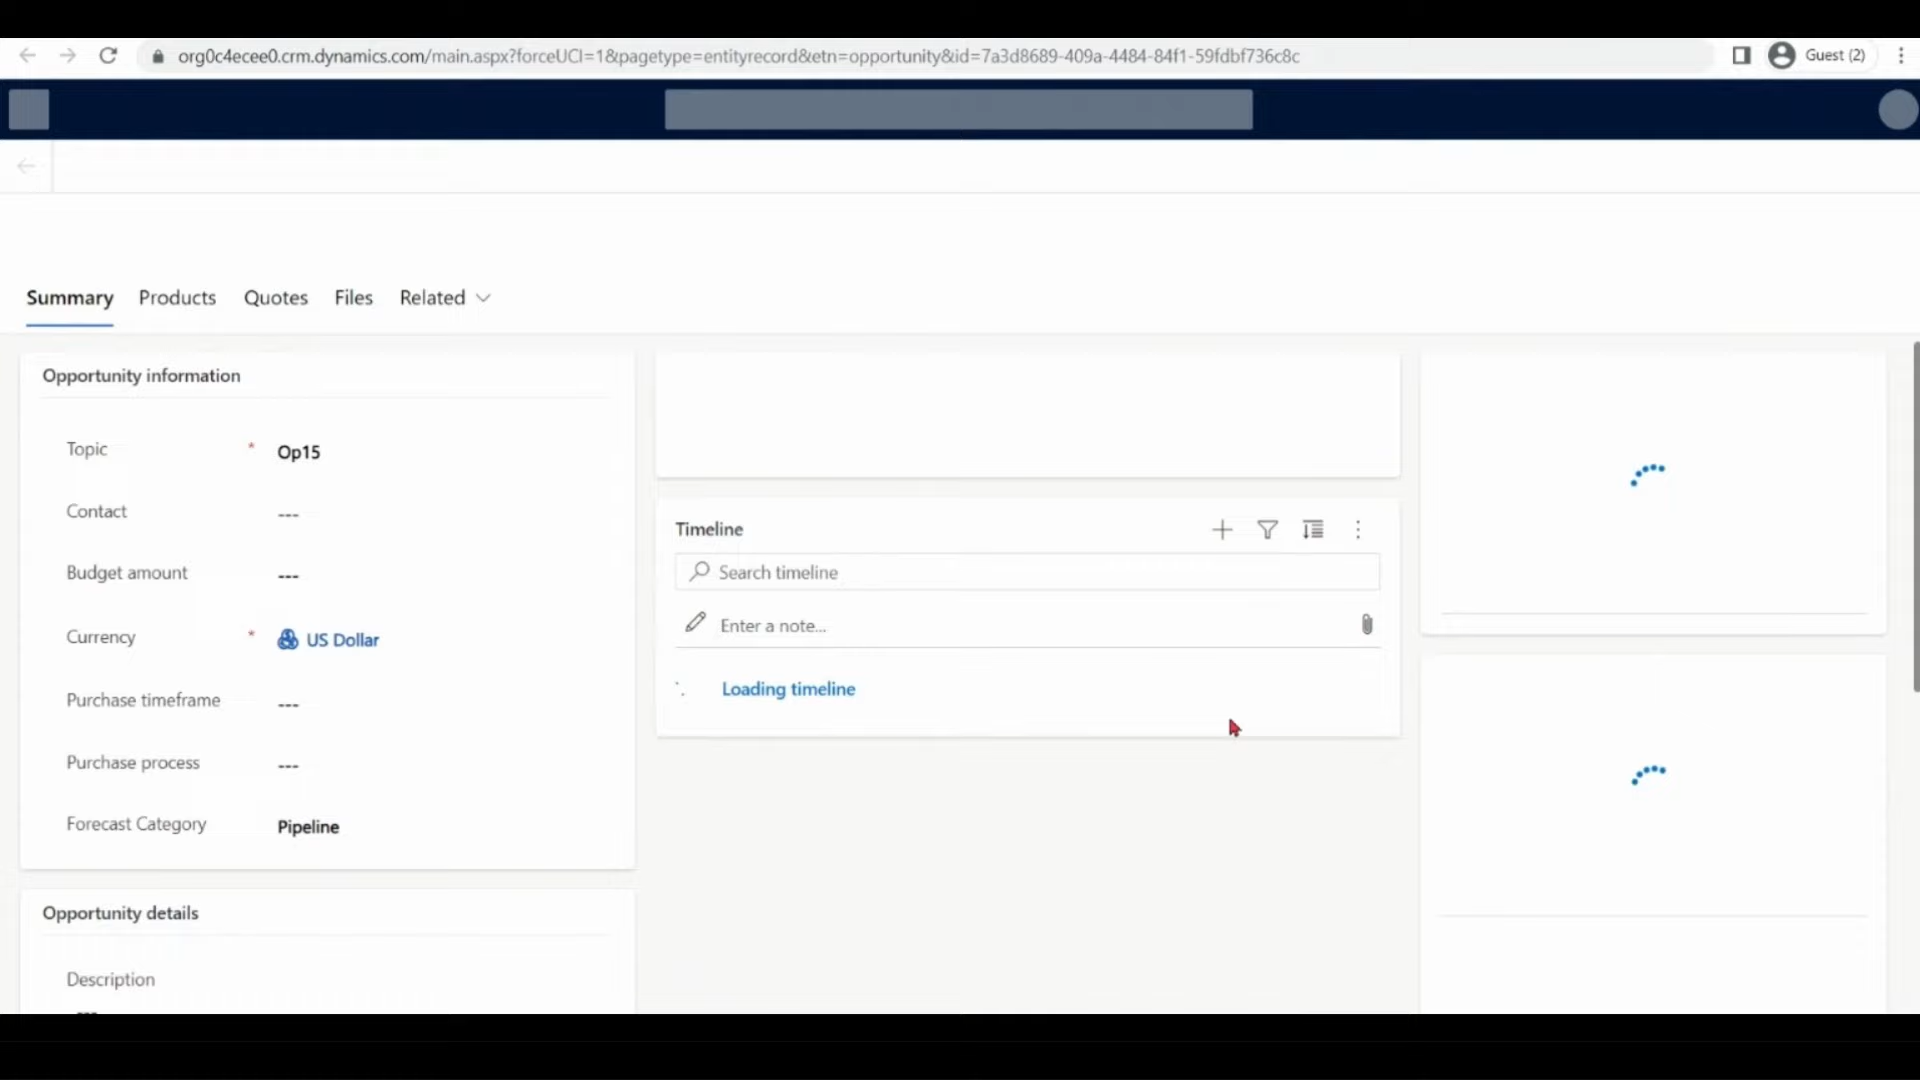 org0c4ecee0.crm.dynamics.com/main.aspx?forceUCI=1&pagetype=entityrecord&etn=opportunity&id=7a3d8689-409a-4484-84f1-59fdbf736c8c
Guest (2)
Summary Products Quotes Files Related
Opportunity information
Topic * Op15
Contact ---
Budget amount ---
Currency * US Dollar
Purchase timeframe ---
Purchase process ---
Forecast Category Pipeline
Opportunity details
Description
---
Timeline
Search timeline
Enter a note...
Loading timeline